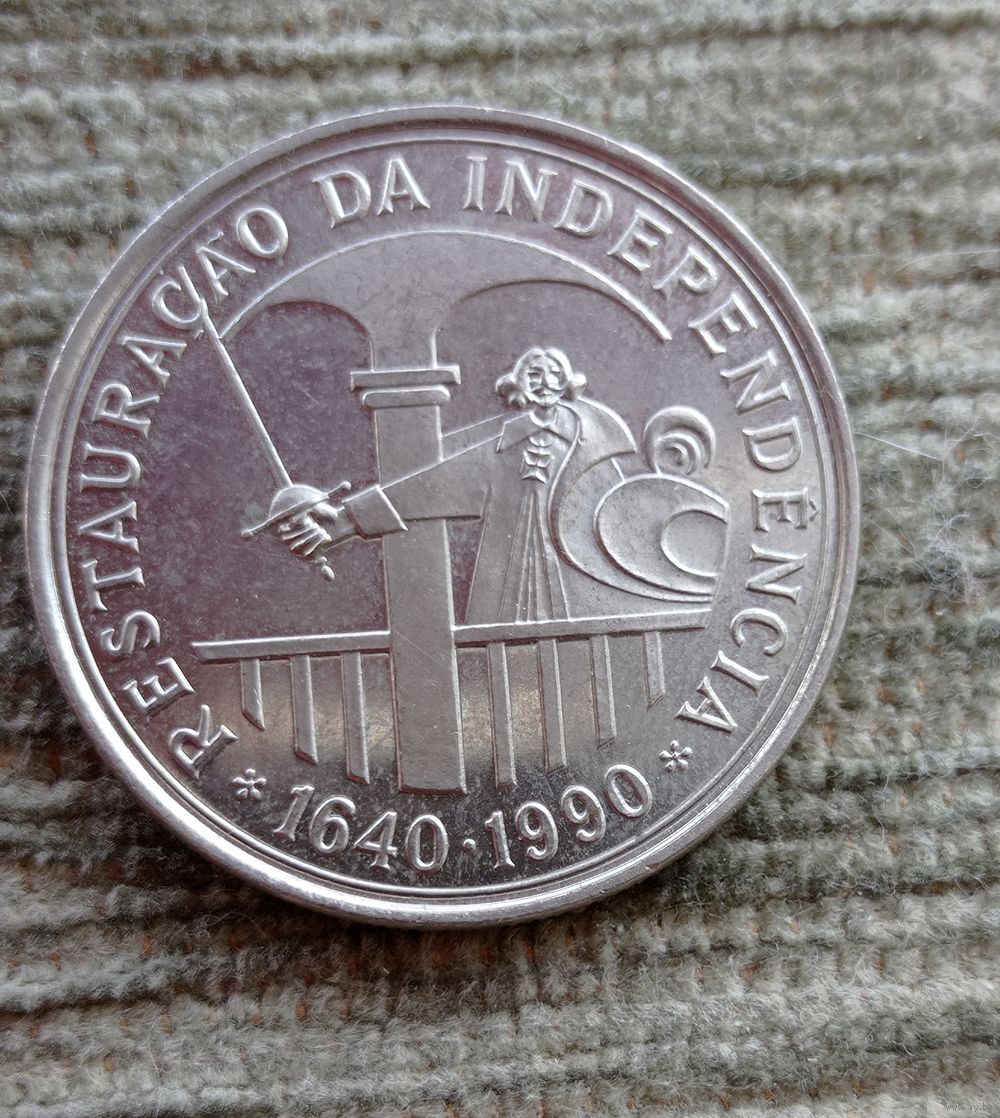 RESTAURAÇÃO DA INDEPENDÊNCIA
* 1640 · 1990 *